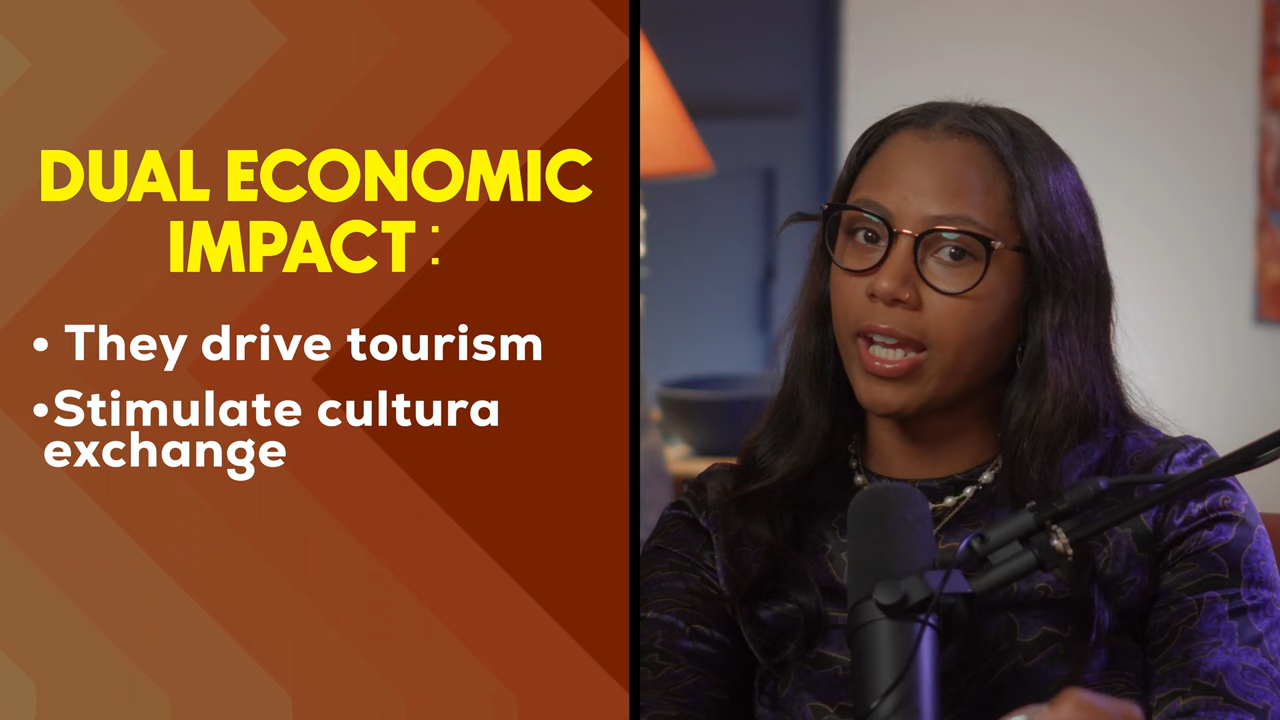 DUAL ECONOMIC
IMPACT :
• They drive tourism
•Stimulate cultura
exchange